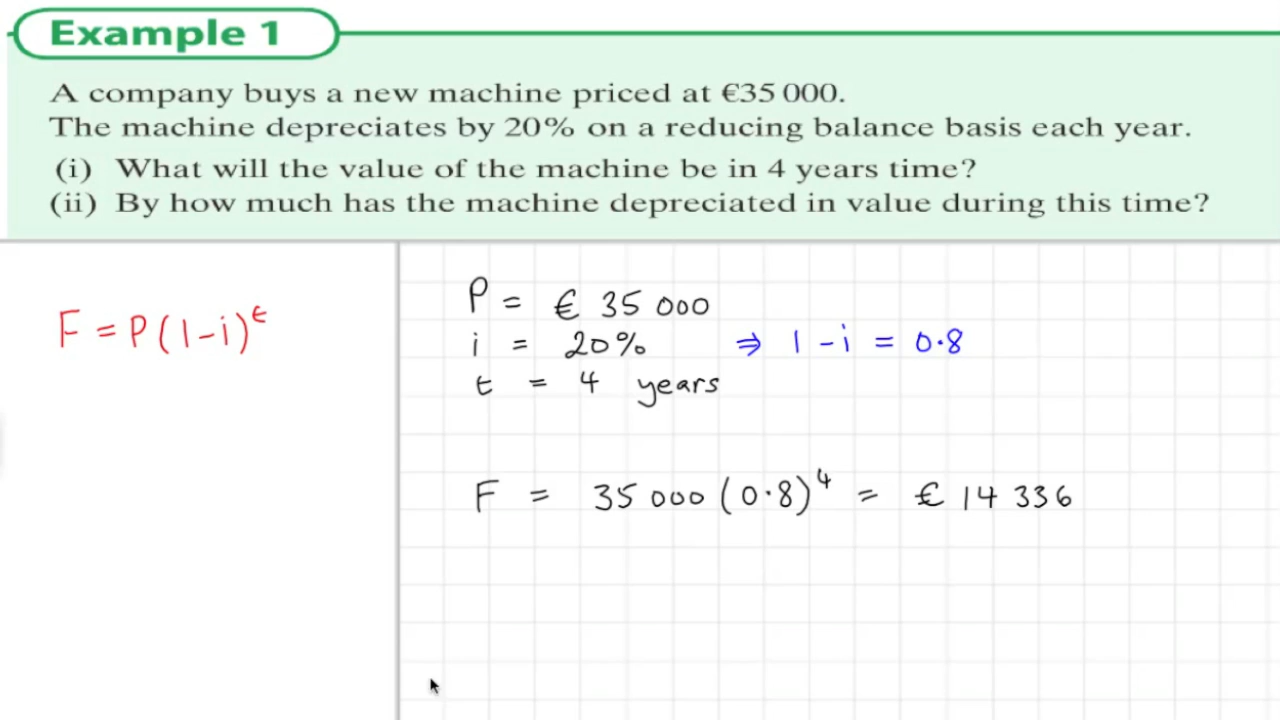 Example 1
A company buys a new machine priced at €35 000.
The machine depreciates by 20% on a reducing balance basis each year.
(i) What will the value of the machine be in 4 years time?
(ii) By how much has the machine depreciated in value during this time?
F = P(1-i)^t
P = € 35 000
i = 20% ⇒ 1 - i = 0·8
t = 4 years
F = 35 000 (0·8)^4 = € 14 336